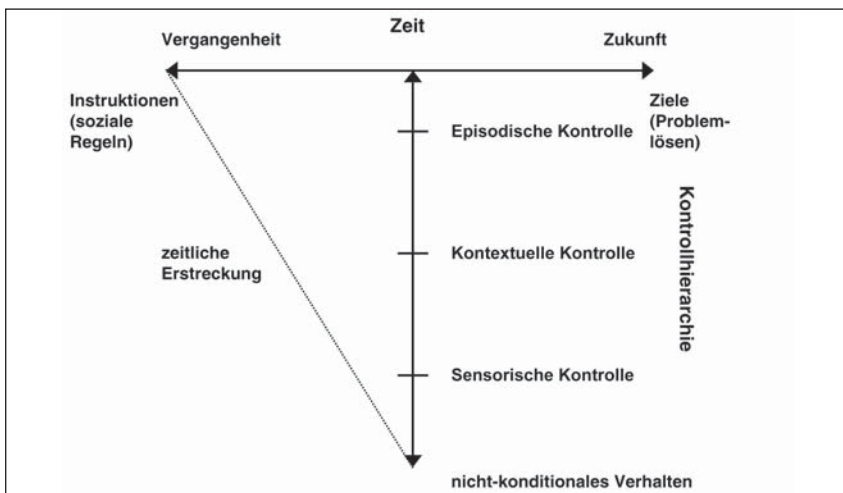 Zeit
Vergangenheit
Zukunft
Instruktionen
(soziale
Regeln)
Ziele
(Problem-
lösen)
Episodische Kontrolle
Kontrollhierarchie
zeitliche
Erstreckung
Kontextuelle Kontrolle
Sensorische Kontrolle
nicht-konditionales Verhalten